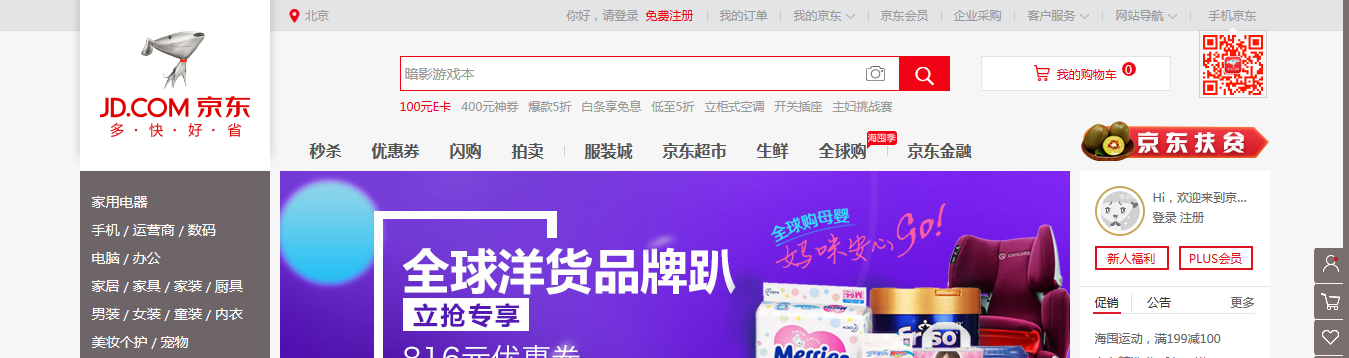 北京
你好，请登录 免费注册 我的订单 我的京东 京东会员 企业采购 客户服务 网站导航 手机京东
JD.COM 京东
多·快·好·省
暗影游戏本
我的购物车 0
100元E卡 400元神券 爆款5折 白条享免息 低至5折 立柜式空调 开关插座 主妇挑战赛
海囤季
秒杀 优惠券 闪购 拍卖 服装城 京东超市 生鲜 全球购 京东金融
京东扶贫
家用电器
手机 / 运营商 / 数码
电脑 / 办公
家居 / 家具 / 家装 / 厨具
男装 / 女装 / 童装 / 内衣
美妆个护 / 宠物
全球洋货品牌趴
立抢专享
816元优惠券
全球购母婴
妈咪安心Go!
concord
Merries
Friso
Hi，欢迎来到京...
登录 注册
新人福利 PLUS会员
促销 公告 更多
海囤运动，满199减100